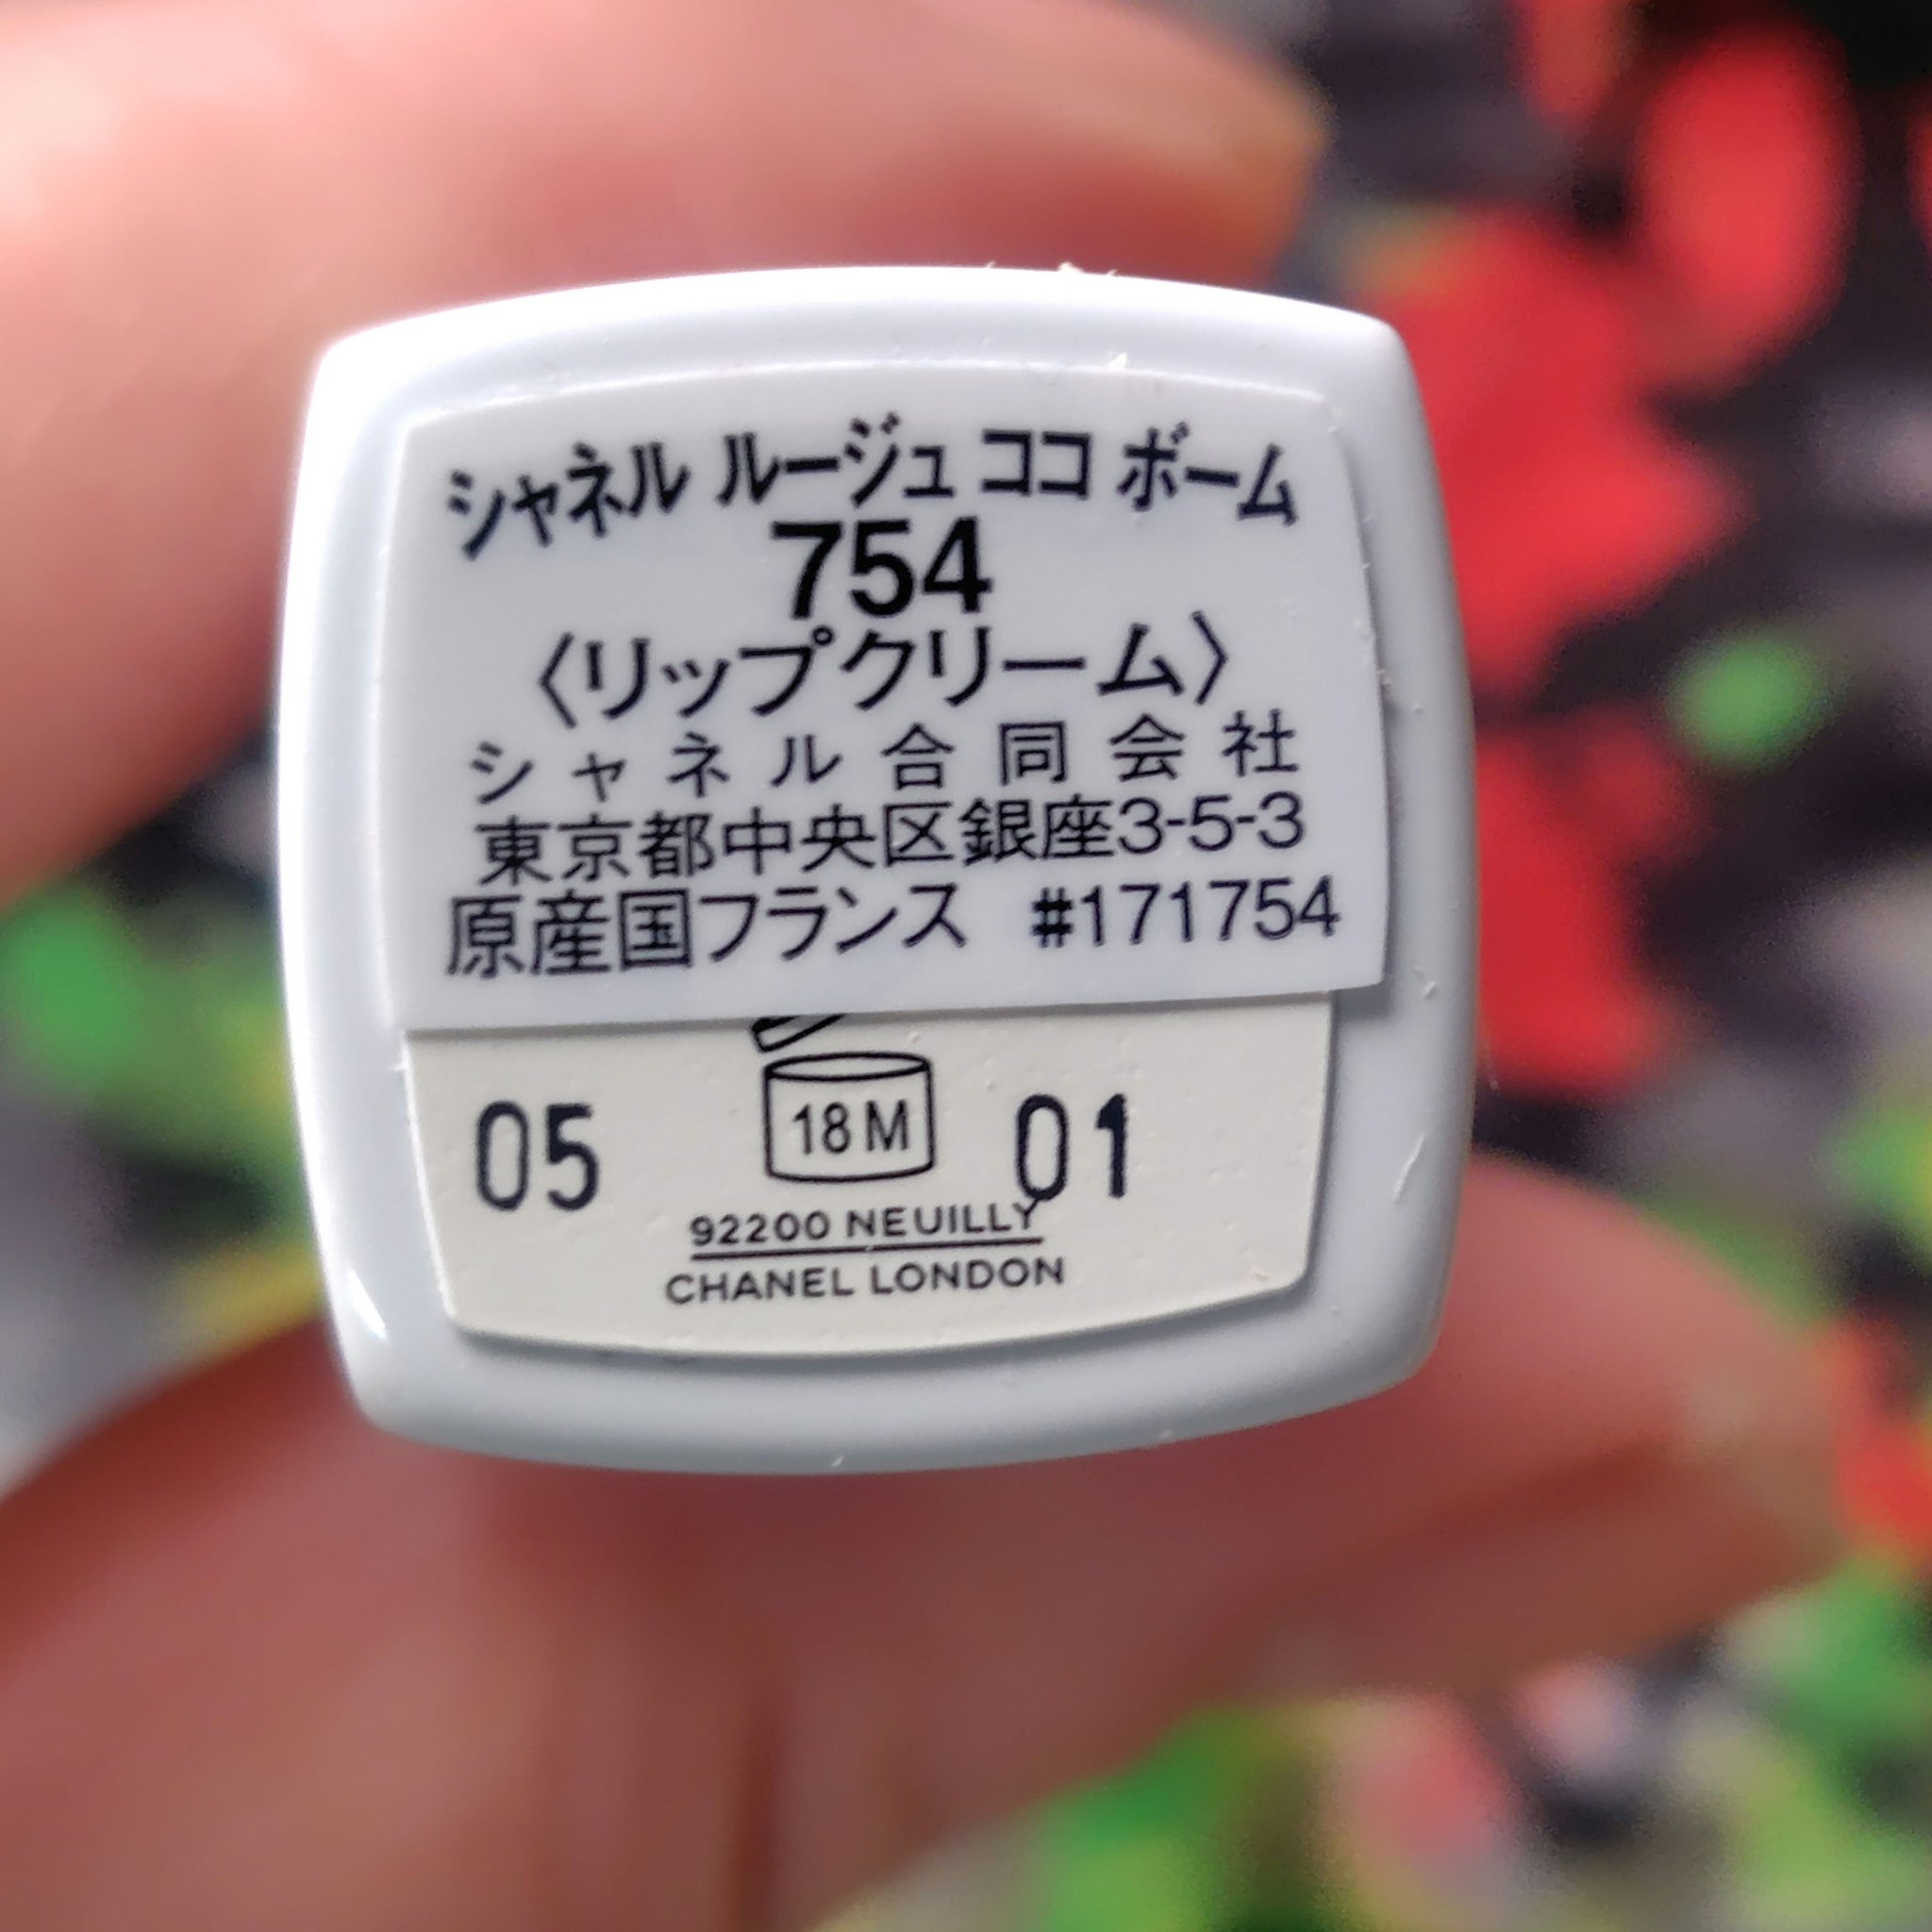 シャネル ルージュ ココ ボーム
754
〈リップクリーム〉
シャネル合同会社
東京都中央区銀座3-5-3
原産国フランス #171754
05 18M 01
92200 NEUILLY
CHANEL LONDON